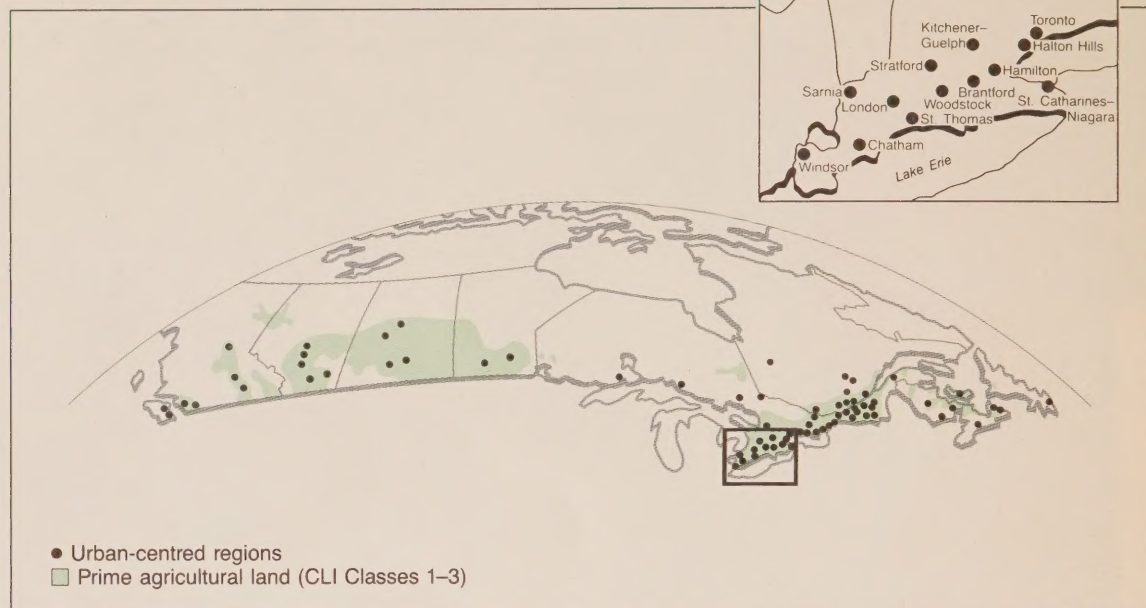 Toronto
Kitchener–
Guelph
Halton Hills
Stratford
Hamilton
Sarnia
Brantford
London
Woodstock
St. Catharines–
Niagara
St. Thomas
Chatham
Windsor
Lake Erie
Urban-centred regions
Prime agricultural land (CLI Classes 1–3)